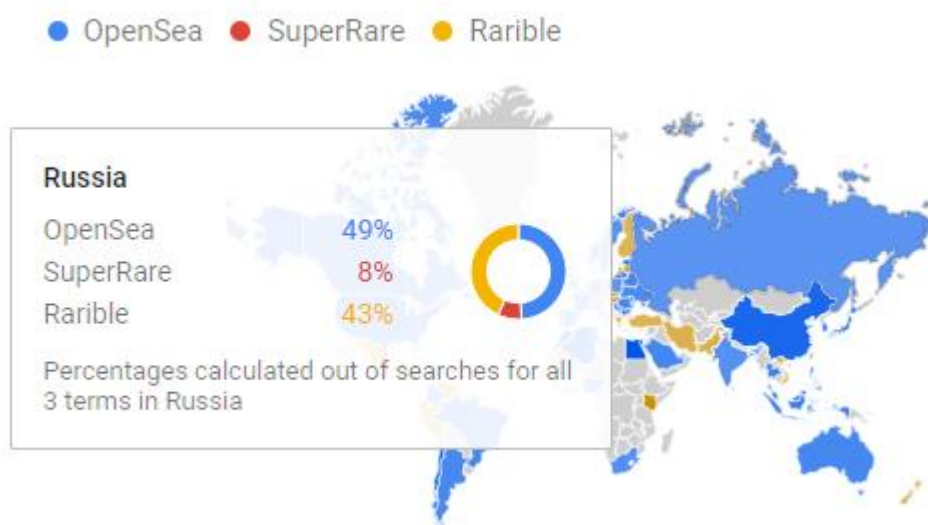 OpenSea SuperRare Rarible
Russia
OpenSea 49%
SuperRare 8%
Rarible 43%
Percentages calculated out of searches for all
3 terms in Russia